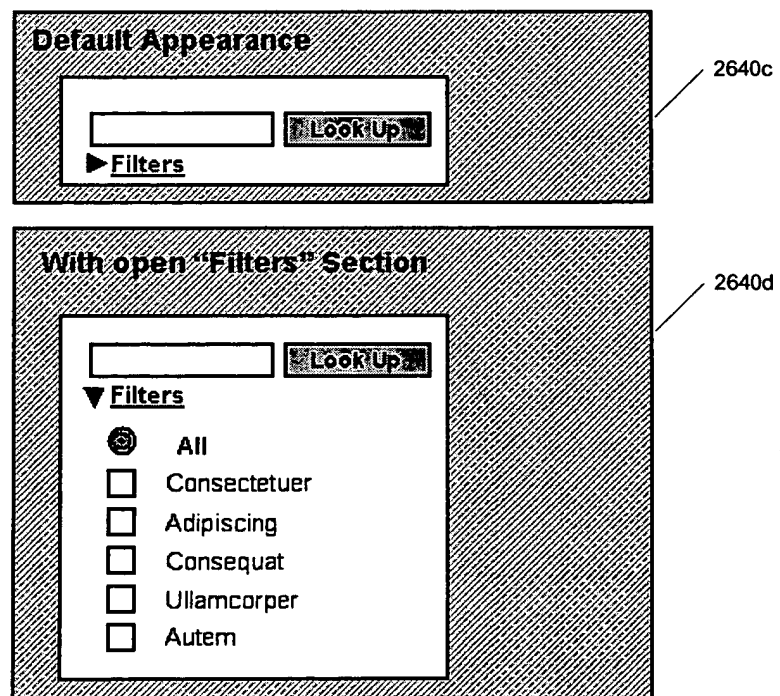 Default Appearance
2640c
Look Up
Filters
With open “Filters” Section
2640d
Look Up
Filters
All
Consectetuer
Adipiscing
Consequat
Ullamcorper
Autem